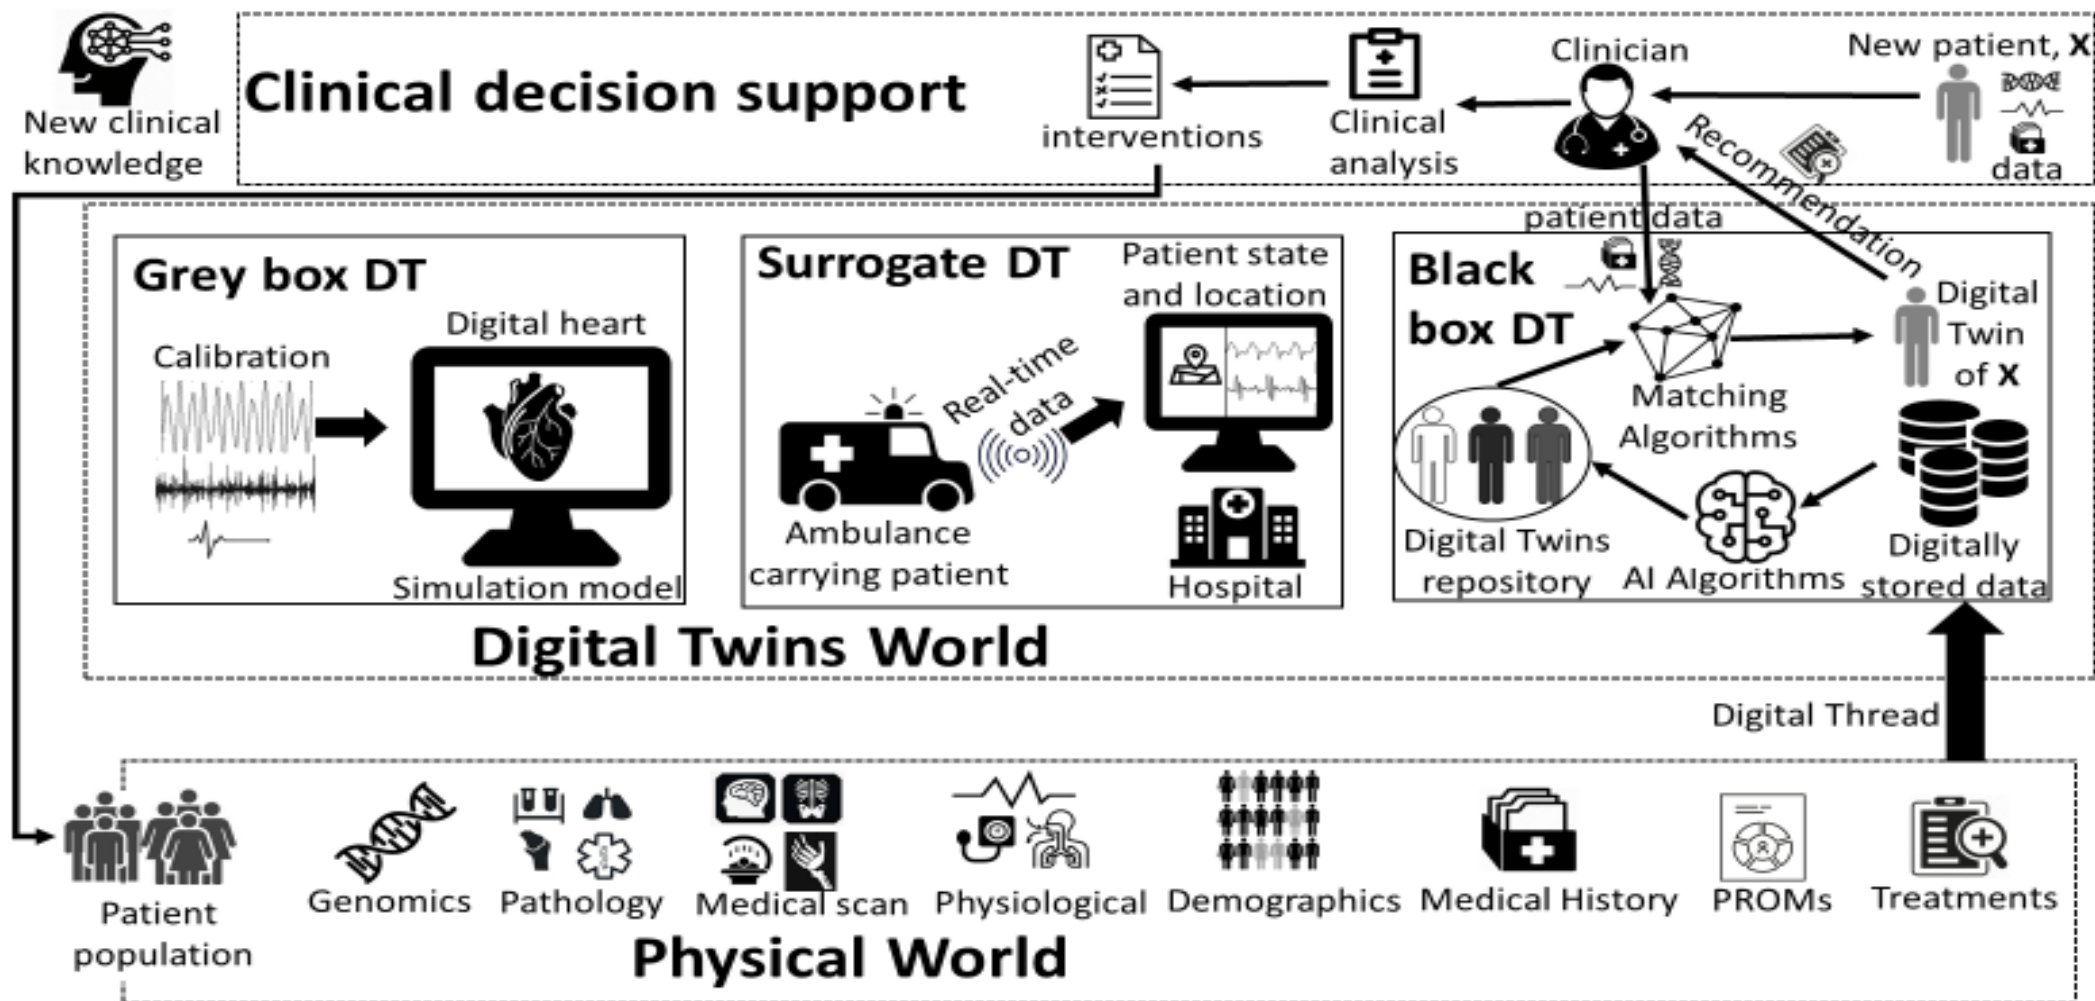 New clinical
knowledge
Clinical decision support
interventions
Clinical
analysis
Clinician
New patient, X
data
Recommendation
patient data
Grey box DT
Calibration
Digital heart
Simulation model
Surrogate DT
Patient state
and location
Real-time
data
Ambulance
carrying patient
Hospital
Black
box DT
Matching
Algorithms
Digital
Twin
of X
Digital Twins
repository
AI Algorithms
Digitally
stored data
Digital Twins World
Digital Thread
Patient
population
Genomics
Pathology
Medical scan
Physiological
Demographics
Medical History
PROMs
Treatments
Physical World